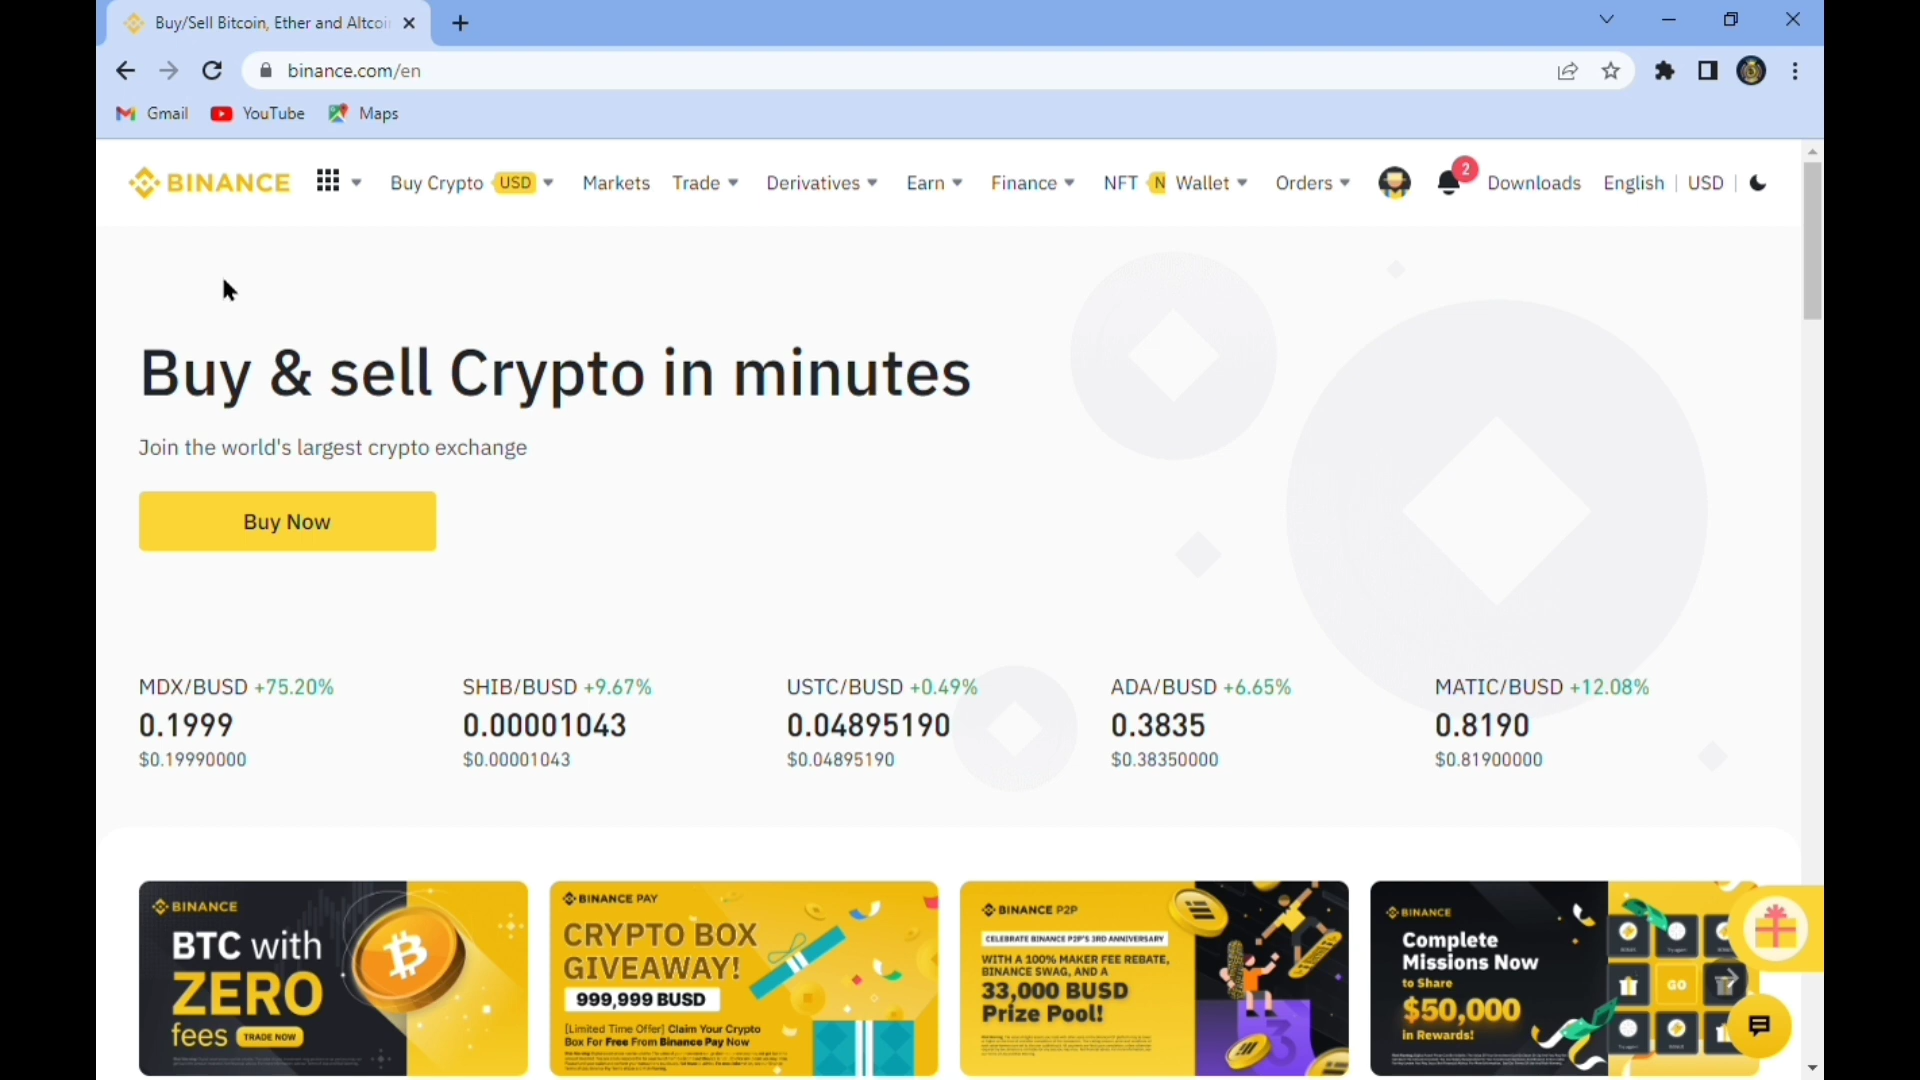 Buy/Sell Bitcoin, Ether and Altcoi
binance.com/en
Gmail YouTube Maps
BINANCE Buy Crypto USD Markets Trade Derivatives Earn Finance NFT N Wallet Orders 2 Downloads English USD
Buy & sell Crypto in minutes
Join the world's largest crypto exchange
Buy Now
MDX/BUSD +75.20% SHIB/BUSD +9.67% USTC/BUSD +0.49% ADA/BUSD +6.65% MATIC/BUSD +12.08%
0.1999 0.00001043 0.04895190 0.3835 0.8190
$0.19990000 $0.00001043 $0.04895190 $0.38350000 $0.81900000
BINANCE
BTC with
ZERO
fees TRADE NOW
BINANCE PAY
CRYPTO BOX
GIVEAWAY!
999,999 BUSD
[Limited Time Offer] Claim Your Crypto
Box For Free From Binance Pay Now
BINANCE P2P
CELEBRATE BINANCE P2P'S 3RD ANNIVERSARY
WITH A 100% MAKER FEE REBATE,
BINANCE SWAG, AND A
33,000 BUSD
Prize Pool!
3
BINANCE
Complete
Missions Now
to Share
$50,000
in Rewards!
GO